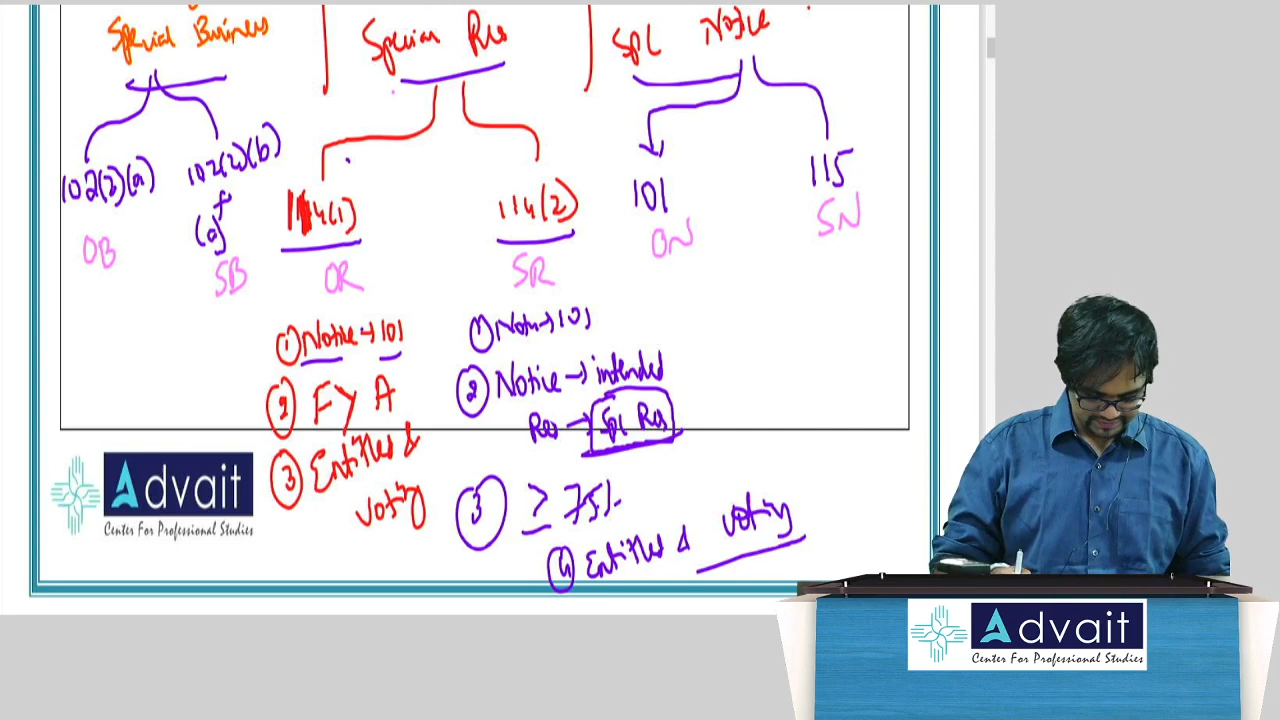 Special Business
Special Res
Spl Notice
102(2)(a)
102(2)(b)
(a)
OB
SB
114(1)
OR
114(2)
SR
101
ON
115
SN
① Notice → 101
② F > A
③ Entitled &
voting
① Notice → 101
② Notice → intended
Res → Spl Res
③ ≥ 75%
④ Entitled & voting
Advait
Center For Professional Studies
Advait
Center For Professional Studies